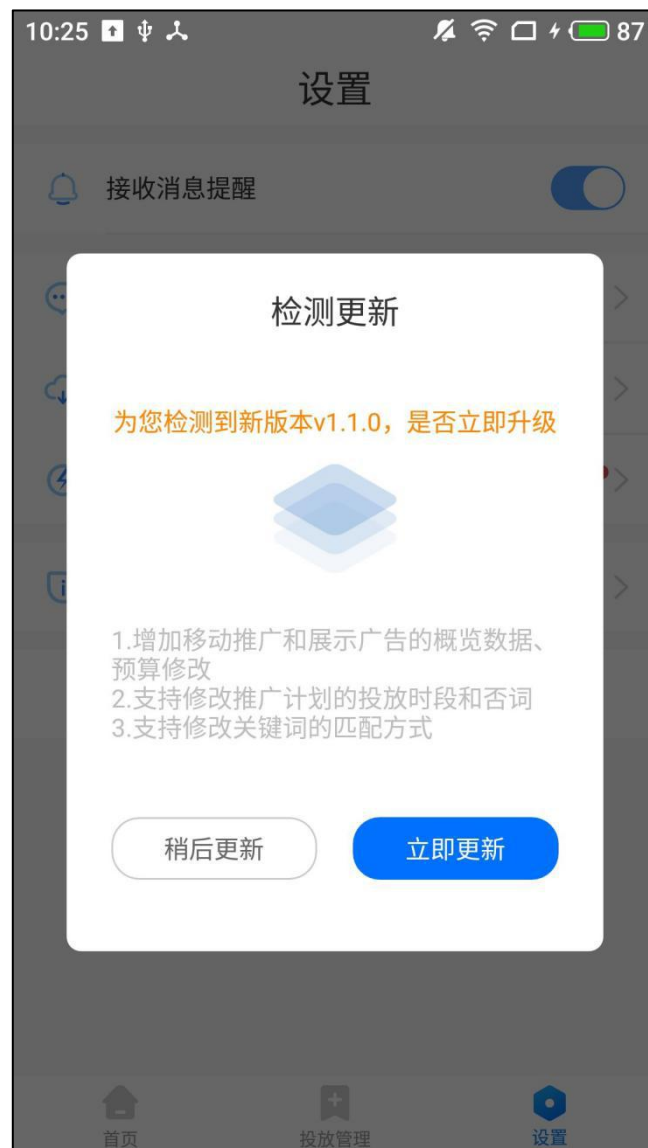 10:25
87
设置
接收消息提醒
检测更新
为您检测到新版本v1.1.0，是否立即升级
1.增加移动推广和展示广告的概览数据、
预算修改
2.支持修改推广计划的投放时段和否词
3.支持修改关键词的匹配方式
稍后更新
立即更新
首页
投放管理
设置